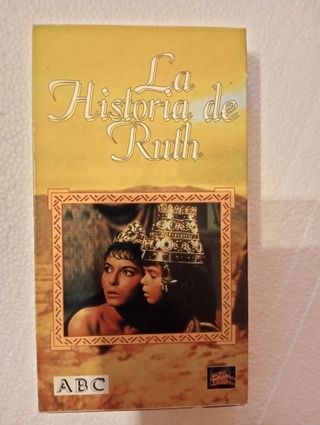 La
Historia de
Ruth
ABC